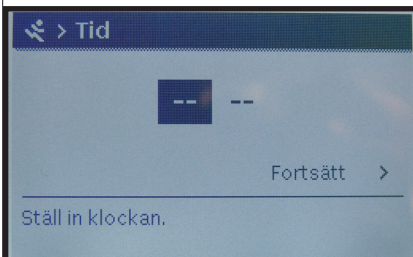 > Tid
-- --
Fortsätt >
Ställ in klockan.